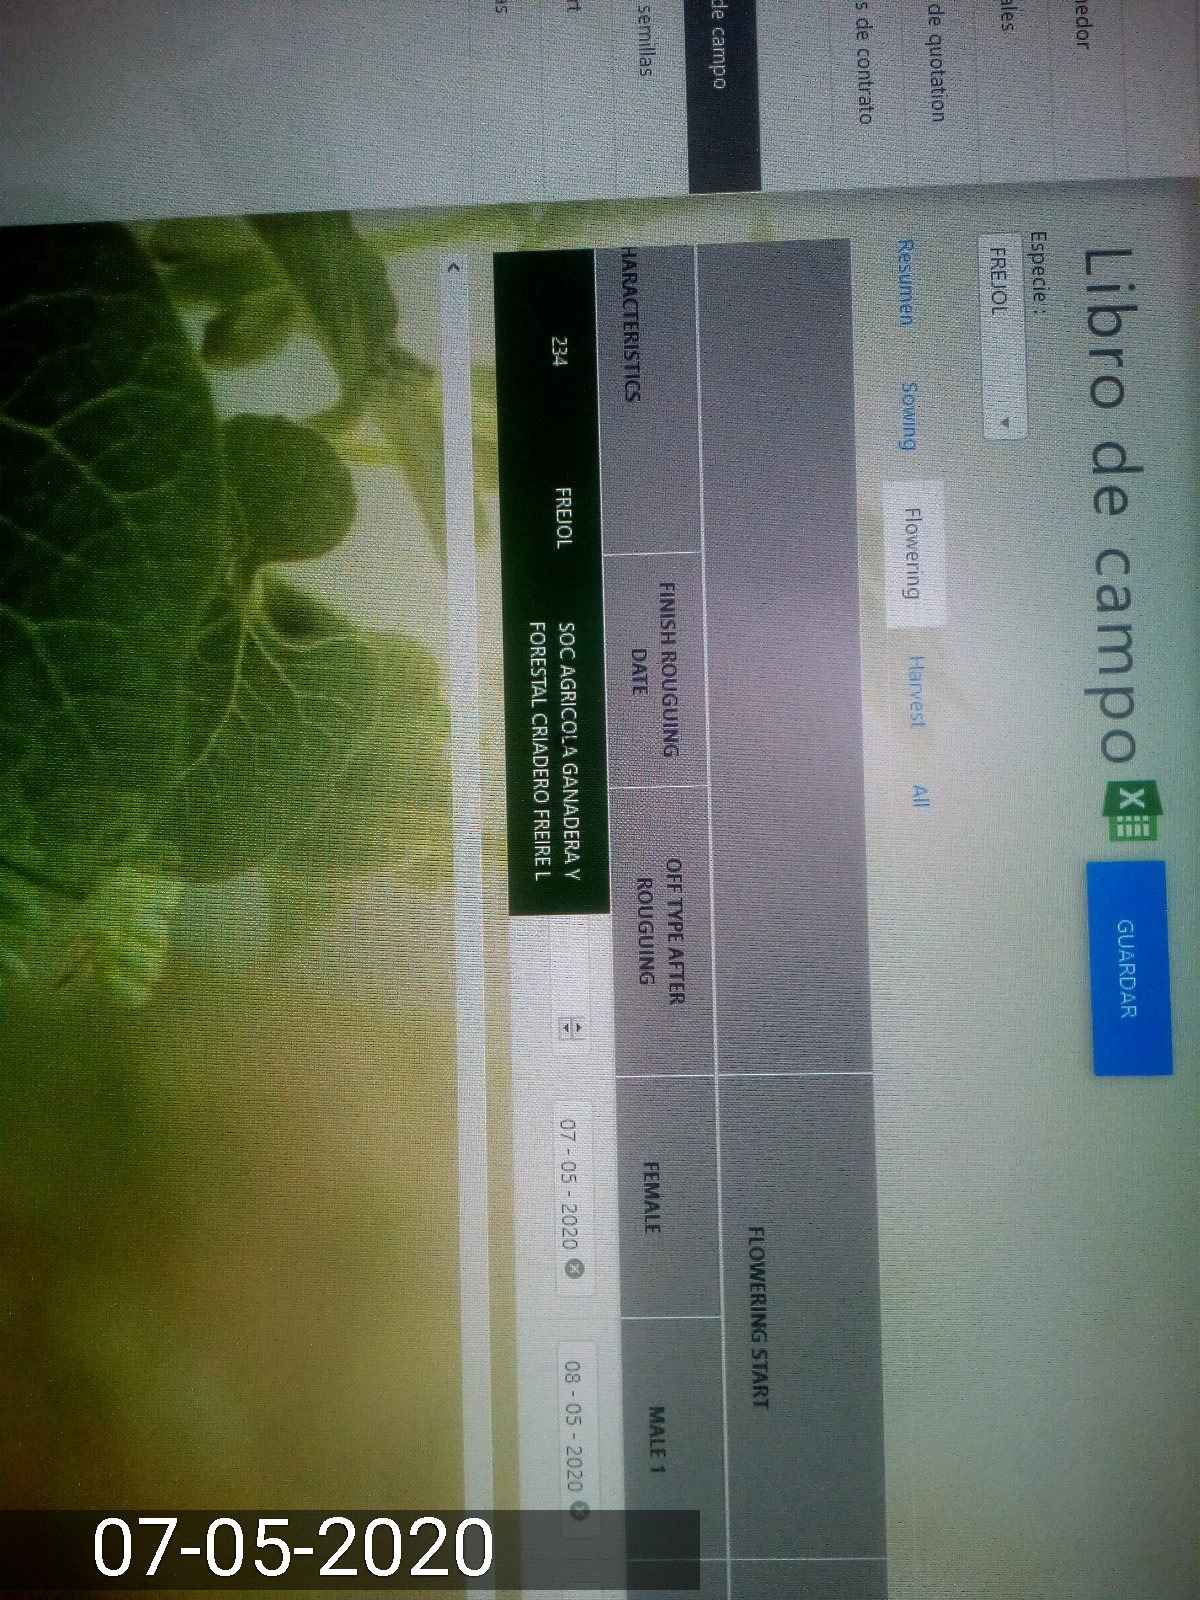 Libro de campo
GUARDAR
Especie :
FREJOL
Resumen Sowing Flowering Harvest All
FLOWERING START
HARACTERISTICS
FINISH ROUGUING
DATE
OFF TYPE AFTER
ROUGUING
FEMALE
MALE 1
234 FREJOL
SOC AGRICOLA GANADERA Y
FORESTAL CRIADERO FREIRE L
07 - 05 - 2020
08 - 05 - 2020
nedor
ales
de quotation
s de contrato
de campo
semillas
rt
as
07-05-2020